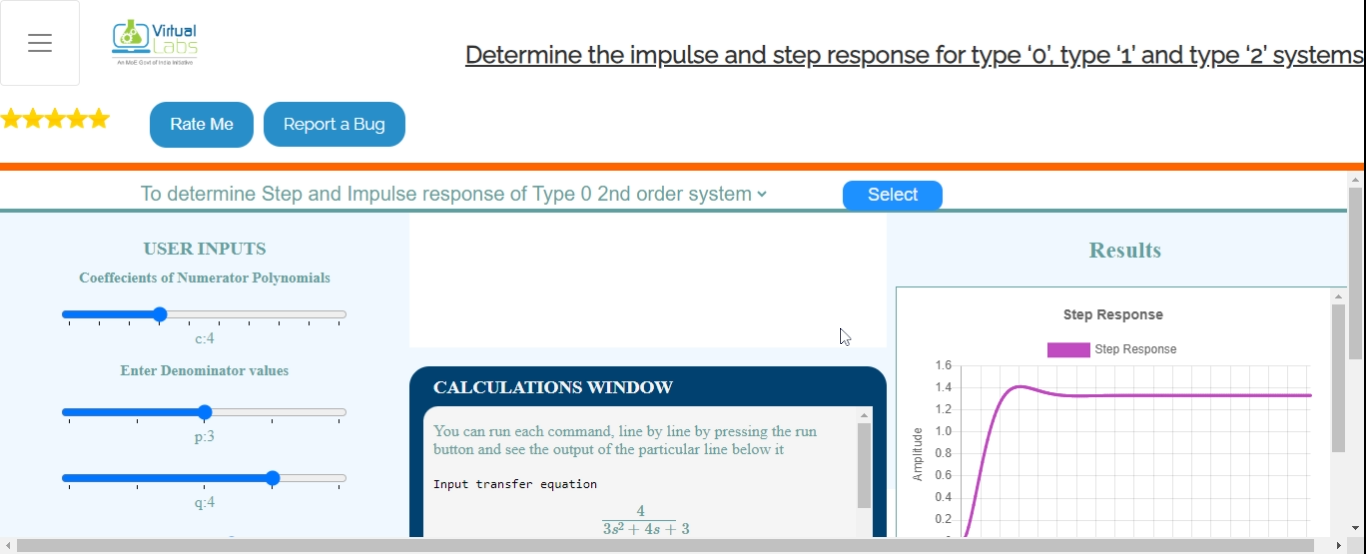 Virtual
Labs
An MoE Govt of India Initiative
Determine the impulse and step response for type ‘0’, type ‘1’ and type ‘2’ systems
Rate Me
Report a Bug
To determine Step and Impulse response of Type 0 2nd order system
Select
USER INPUTS
Coeffecients of Numerator Polynomials
c:4
Enter Denominator values
p:3
q:4
CALCULATIONS WINDOW
You can run each command, line by line by pressing the run
button and see the output of the particular line below it
Input transfer equation
4
3s² + 4s + 3
Results
Step Response
Step Response
1.6
1.4
1.2
1.0
0.8
0.6
0.4
0.2
Amplitude